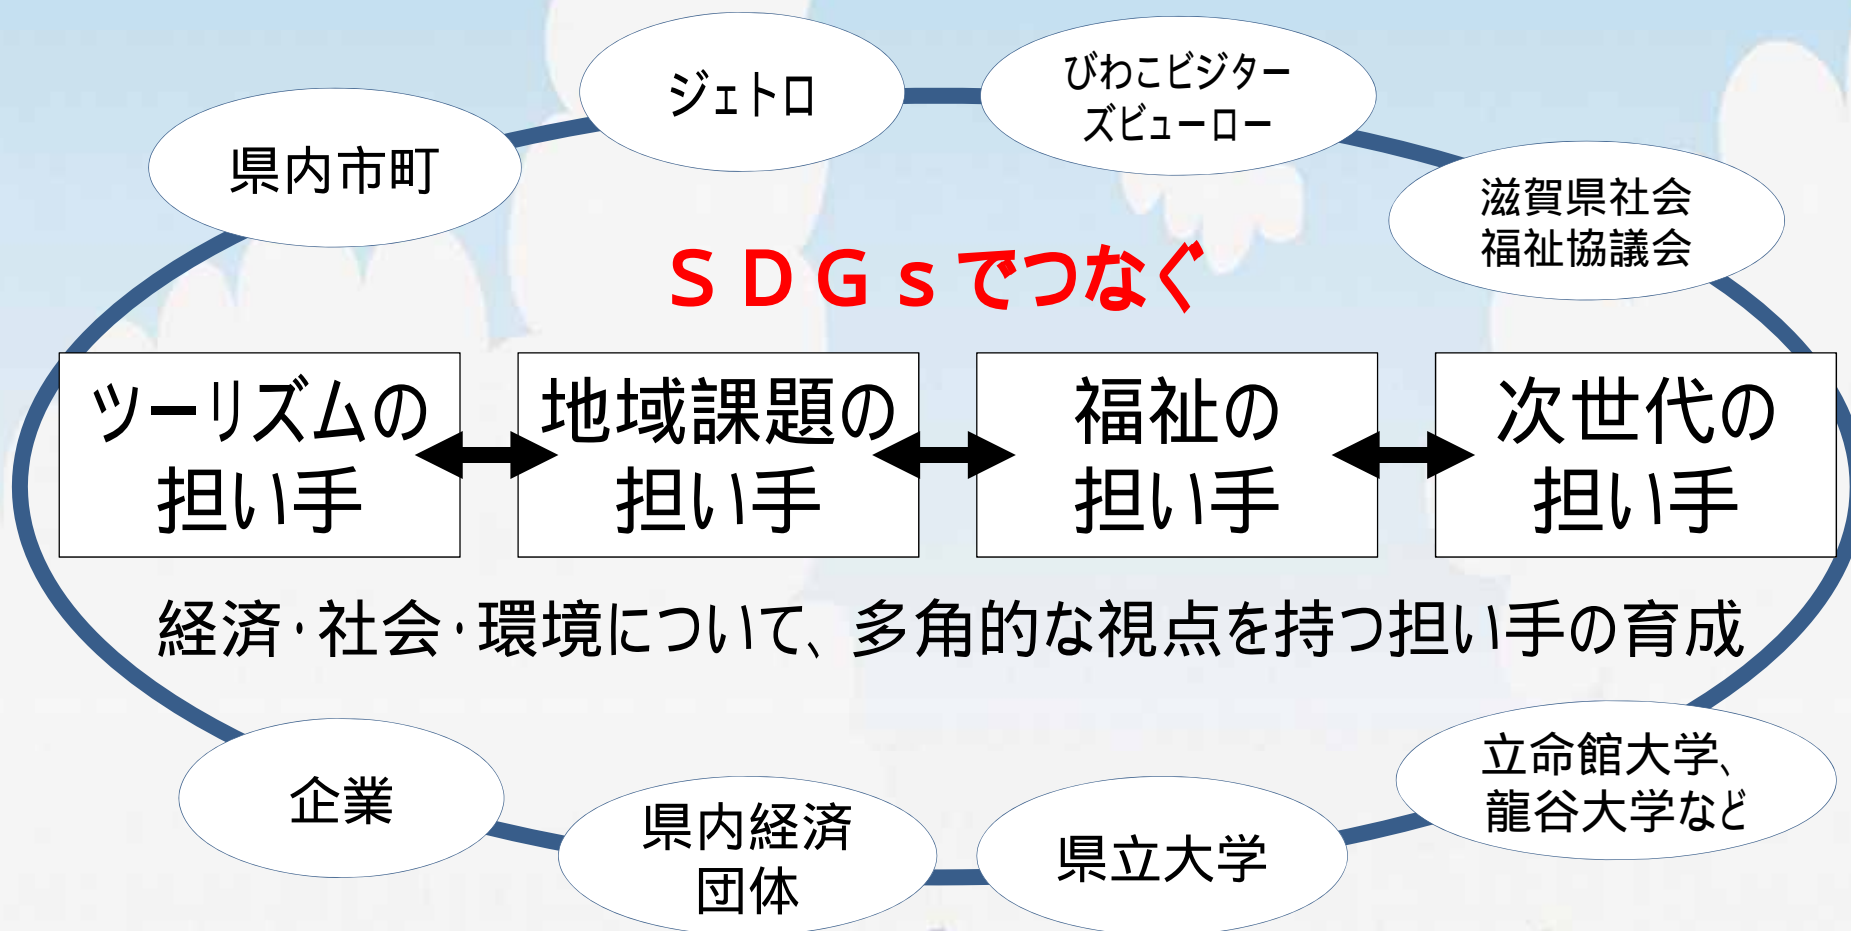 ジェトロ
びわこビジター
ズビューロー
県内市町
滋賀県社会
福祉協議会
ＳＤＧｓでつなぐ
ツーリズムの
担い手
地域課題の
担い手
福祉の
担い手
次世代の
担い手
経済・社会・環境について、多角的な視点を持つ担い手の育成
企業
県内経済
団体
県立大学
立命館大学、
龍谷大学など